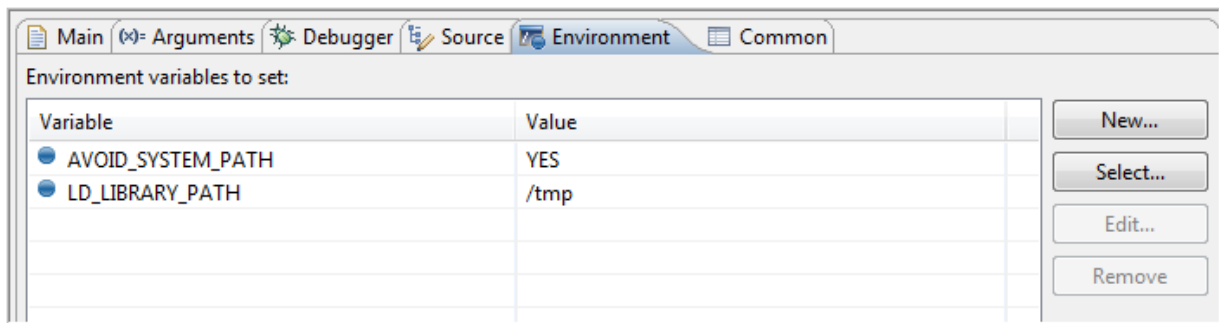 Main (x)= Arguments Debugger Source Environment Common
Environment variables to set:
Variable Value New...
AVOID_SYSTEM_PATH YES Select...
LD_LIBRARY_PATH /tmp
Edit...
Remove